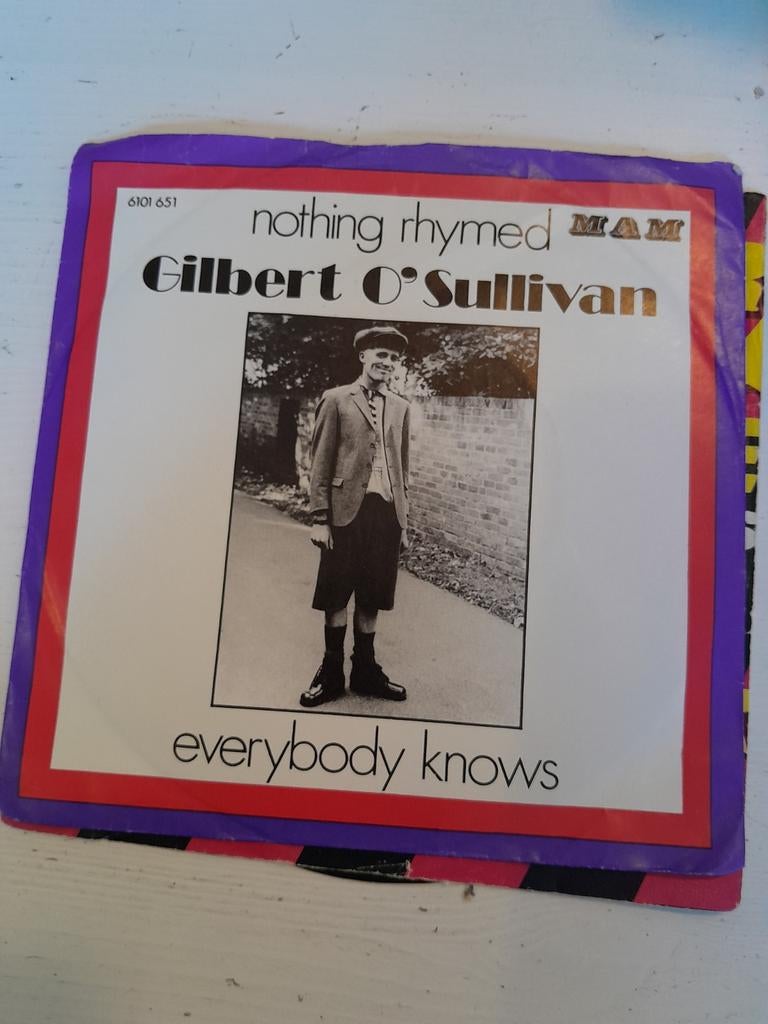 6101 651
nothing rhymed MAM
Gilbert O'Sullivan
everybody knows